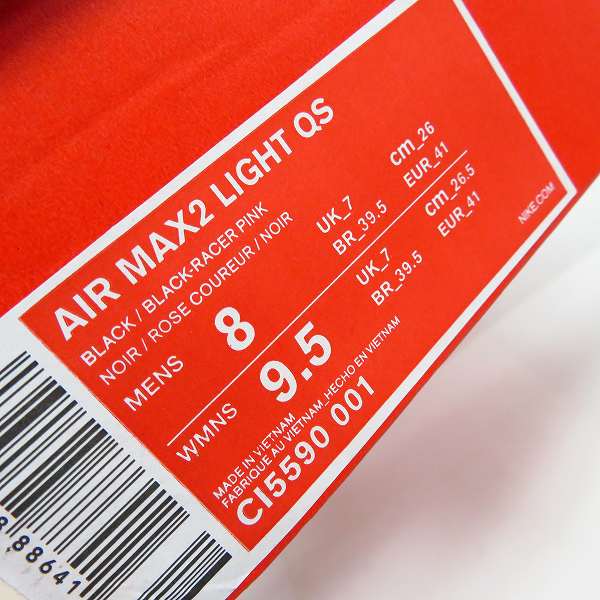 AIR MAX2 LIGHT QS
BLACK / BLACK-RACER PINK
NOIR / ROSE COUREUR / NOIR
MENS 8 UK_7 cm_26
BR_39.5 EUR_41
WMNS 9.5 UK_7 cm_26.5
BR_39.5 EUR_41
MADE IN VIETNAM
FABRIQUE AU VIETNAM_HECHO EN VIETNAM
CI5590 001
NIKE.COM
88641